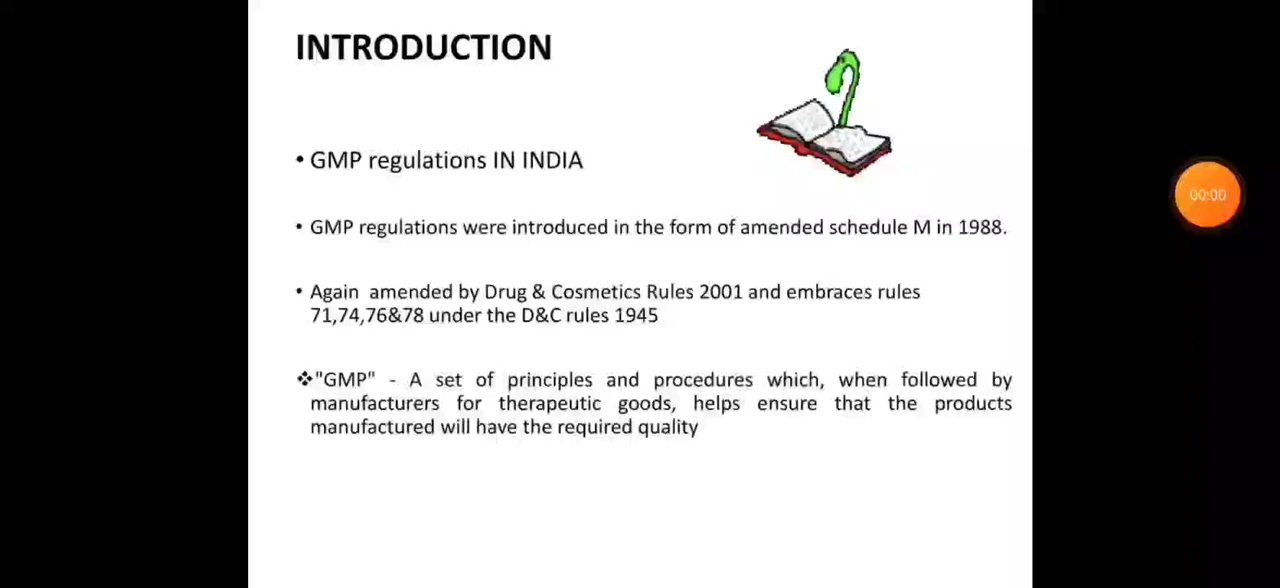 INTRODUCTION
• GMP regulations IN INDIA
• GMP regulations were introduced in the form of amended schedule M in 1988.
• Again amended by Drug & Cosmetics Rules 2001 and embraces rules
71,74,76&78 under the D&C rules 1945
❖"GMP" - A set of principles and procedures which, when followed by
manufacturers for therapeutic goods, helps ensure that the products
manufactured will have the required quality
00:00